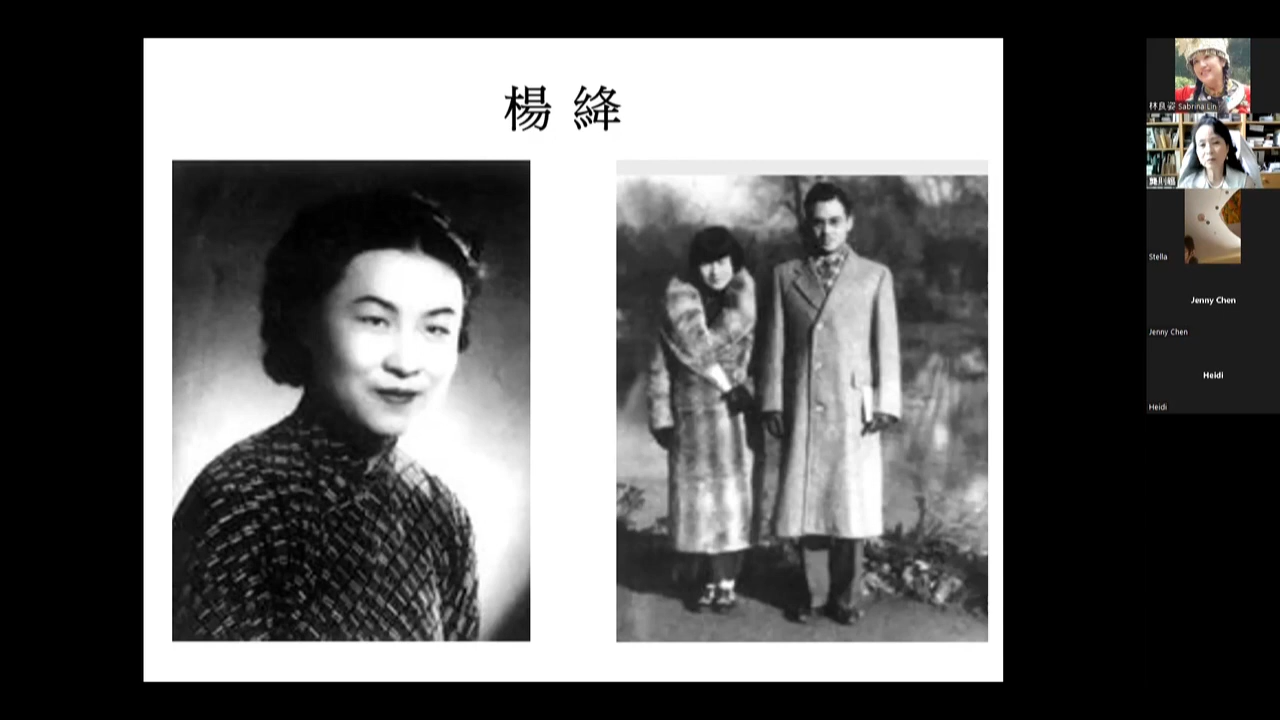 楊絳
林良姿 Sabrina Lin
Stella
Jenny Chen
Jenny Chen
Heidi
Heidi